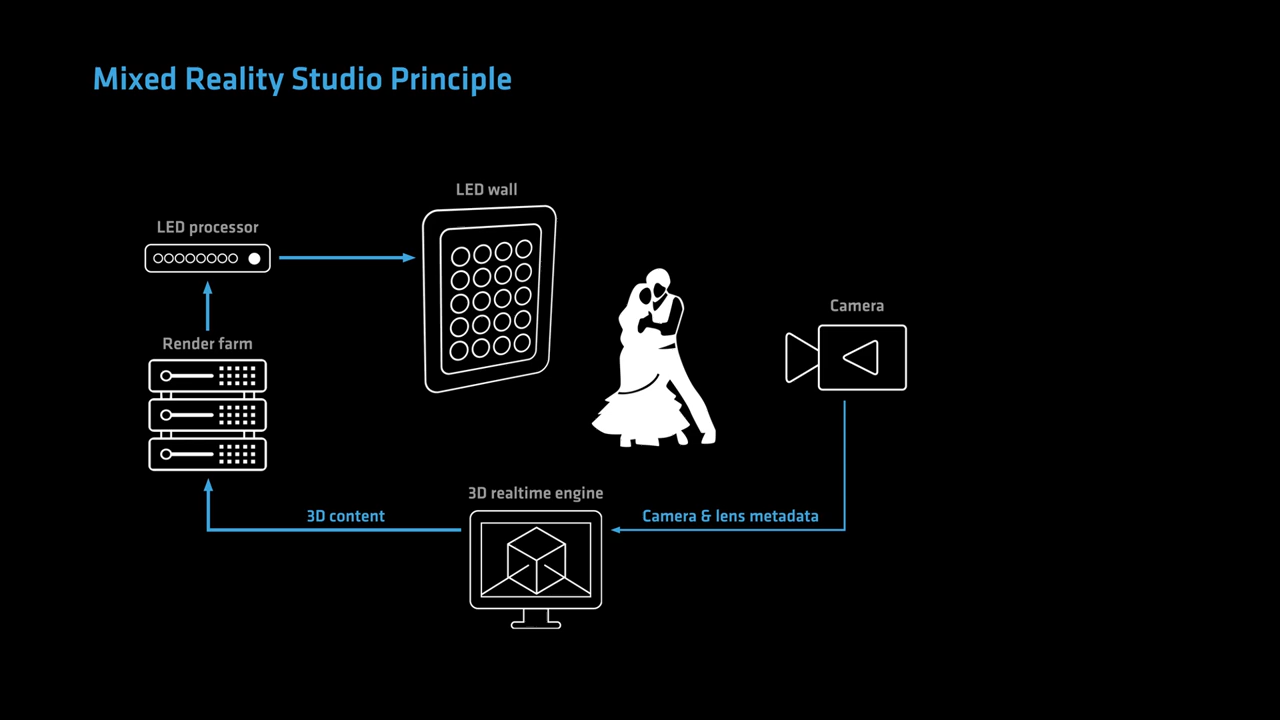 Mixed Reality Studio Principle
LED wall
LED processor
Camera
Render farm
3D realtime engine
3D content
Camera & lens metadata